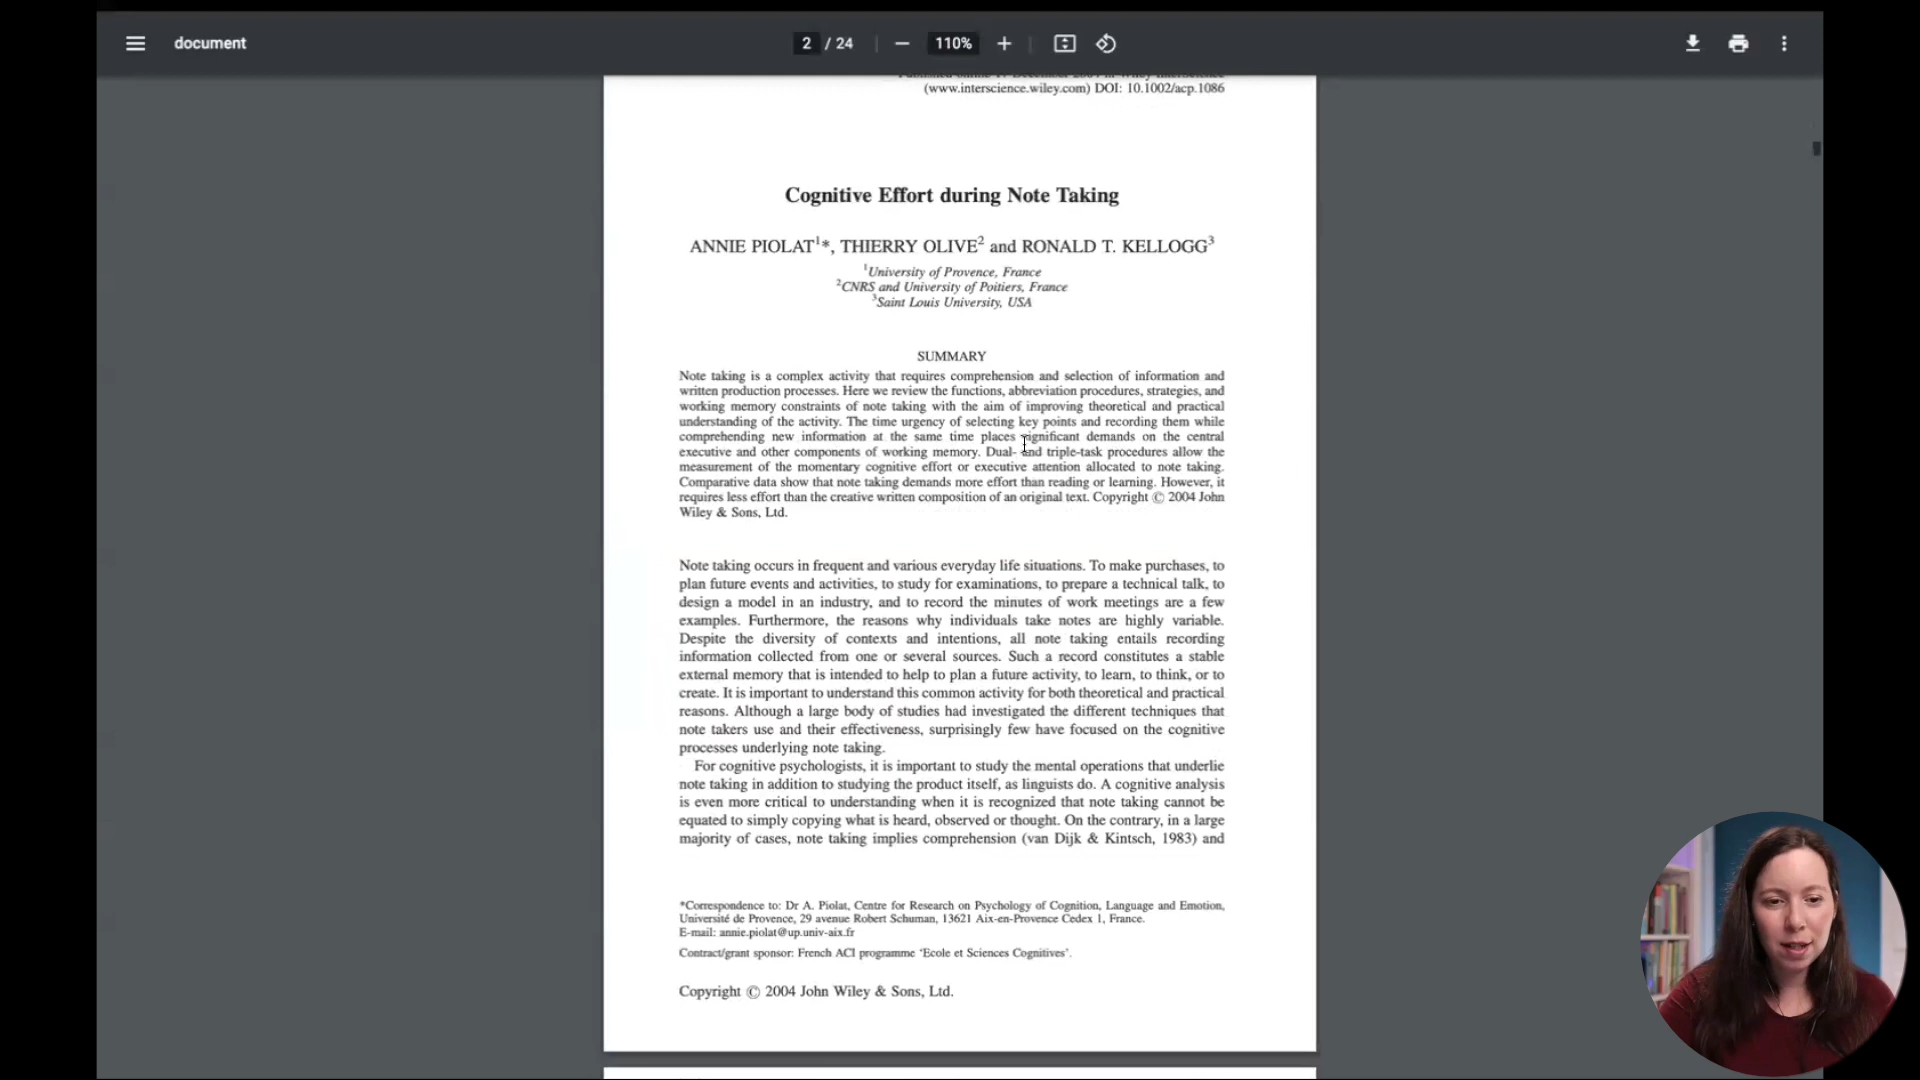 document
2 / 24
110%
(www.interscience.wiley.com) DOI: 10.1002/acp.1086
Cognitive Effort during Note Taking
ANNIE PIOLAT1*, THIERRY OLIVE2 and RONALD T. KELLOGG3
1University of Provence, France
2CNRS and University of Poitiers, France
3Saint Louis University, USA
SUMMARY
Note taking is a complex activity that requires comprehension and selection of information and
written production processes. Here we review the functions, abbreviation procedures, strategies, and
working memory constraints of note taking with the aim of improving theoretical and practical
understanding of the activity. The time urgency of selecting key points and recording them while
comprehending new information at the same time places significant demands on the central
executive and other components of working memory. Dual- and triple-task procedures allow the
measurement of the momentary cognitive effort or executive attention allocated to note taking.
Comparative data show that note taking demands more effort than reading or learning. However, it
requires less effort than the creative written composition of an original text. Copyright © 2004 John
Wiley & Sons, Ltd.
Note taking occurs in frequent and various everyday life situations. To make purchases, to
plan future events and activities, to study for examinations, to prepare a technical talk, to
design a model in an industry, and to record the minutes of work meetings are a few
examples. Furthermore, the reasons why individuals take notes are highly variable.
Despite the diversity of contexts and intentions, all note taking entails recording
information collected from one or several sources. Such a record constitutes a stable
external memory that is intended to help to plan a future activity, to learn, to think, or to
create. It is important to understand this common activity for both theoretical and practical
reasons. Although a large body of studies had investigated the different techniques that
note takers use and their effectiveness, surprisingly few have focused on the cognitive
processes underlying note taking.
For cognitive psychologists, it is important to study the mental operations that underlie
note taking in addition to studying the product itself, as linguists do. A cognitive analysis
is even more critical to understanding when it is recognized that note taking cannot be
equated to simply copying what is heard, observed or thought. On the contrary, in a large
majority of cases, note taking implies comprehension (van Dijk & Kintsch, 1983) and
*Correspondence to: Dr A. Piolat, Centre for Research on Psychology of Cognition, Language and Emotion,
Université de Provence, 29 avenue Robert Schuman, 13621 Aix-en-Provence Cedex 1, France.
E-mail: annie.piolat@up.univ-aix.fr
Contract/grant sponsor: French ACI programme ‘Ecole et Sciences Cognitives’.
Copyright © 2004 John Wiley & Sons, Ltd.